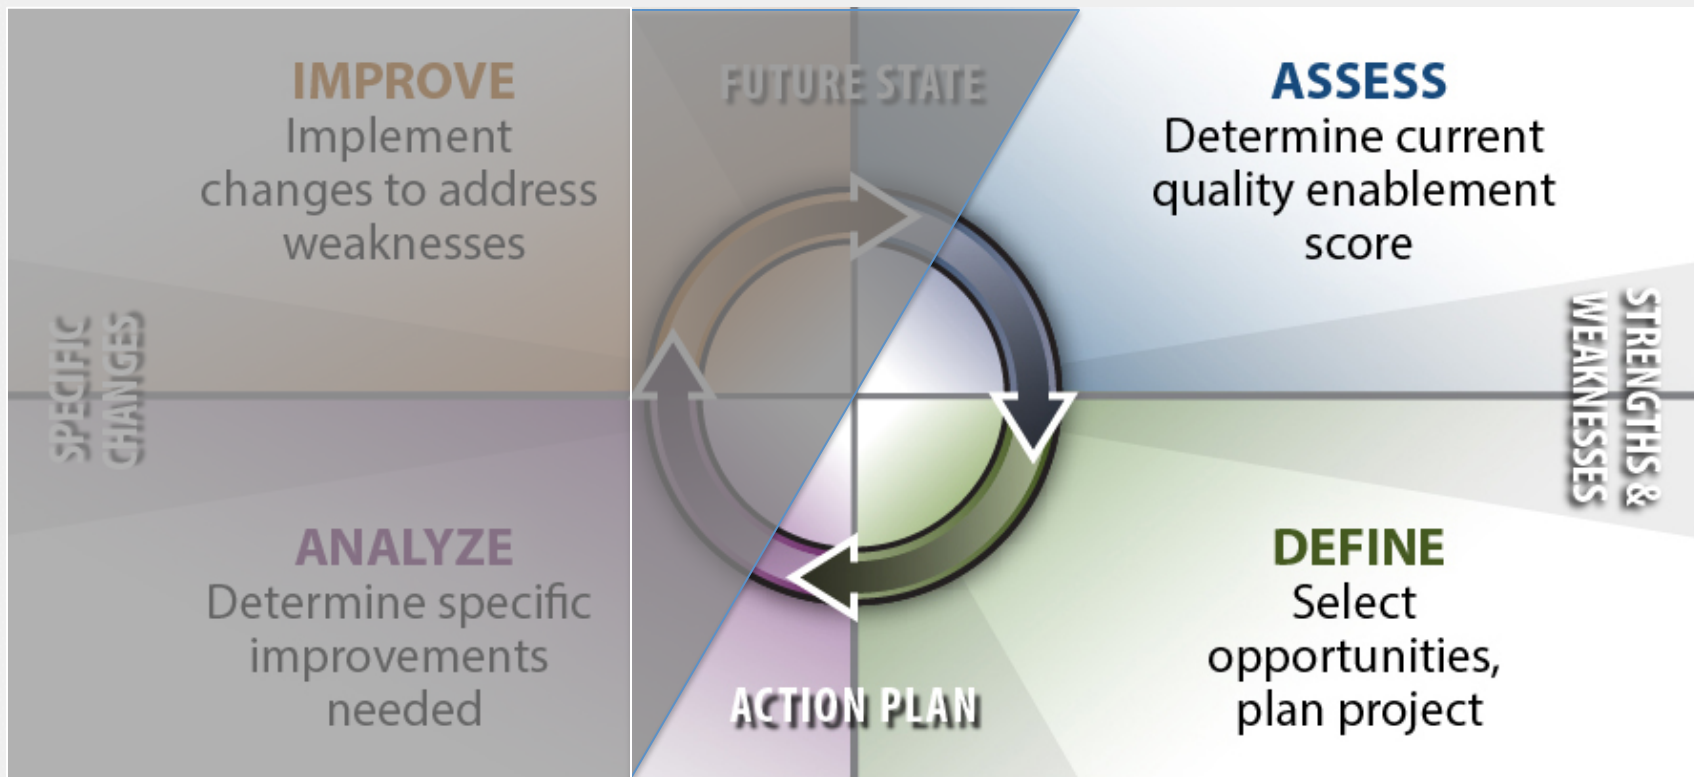 IMPROVE
Implement
changes to address
weaknesses
FUTURE STATE
ASSESS
Determine current
quality enablement
score
SPECIFIC
CHANGES
STRENGTHS &
WEAKNESSES
ANALYZE
Determine specific
improvements
needed
ACTION PLAN
DEFINE
Select
opportunities,
plan project